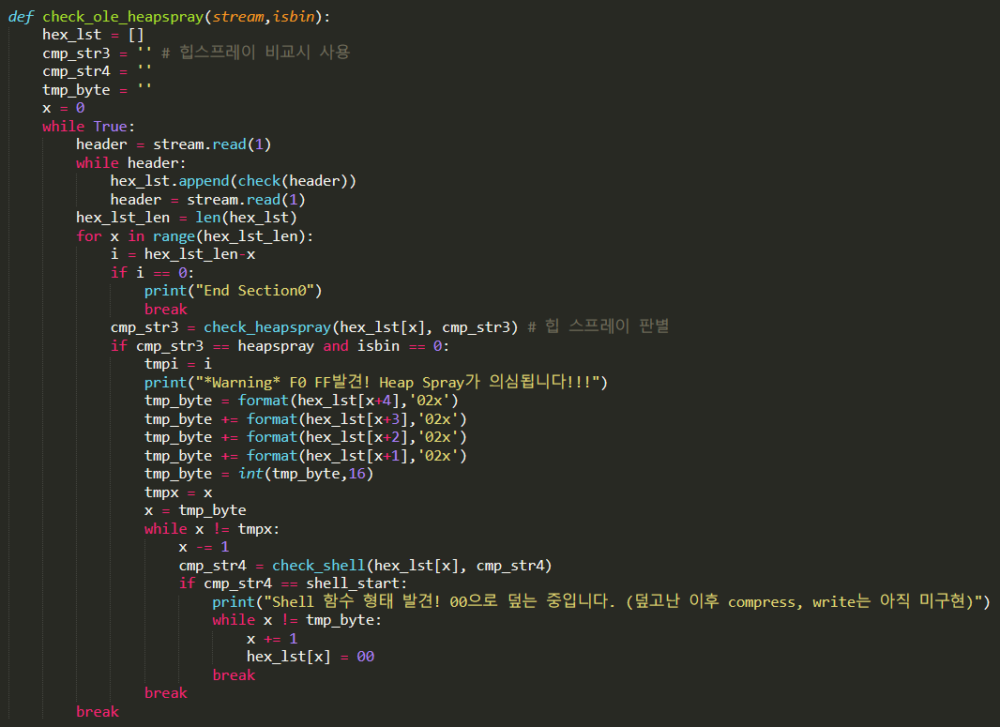 def check_ole_heapspray(stream,isbin):
    hex_lst = []
    cmp_str3 = '' # 힙스프레이 비교시 사용
    cmp_str4 = ''
    tmp_byte = ''
    x = 0
    while True:
        header = stream.read(1)
        while header:
            hex_lst.append(check(header))
            header = stream.read(1)
        hex_lst_len = len(hex_lst)
        for x in range(hex_lst_len):
            i = hex_lst_len-x
            if i == 0:
                print("End Section0")
                break
            cmp_str3 = check_heapspray(hex_lst[x], cmp_str3) # 힙 스프레이 판별
            if cmp_str3 == heapspray and isbin == 0:
                tmpi = i
                print("*Warning* F0 FF발견! Heap Spray가 의심됩니다!!!")
                tmp_byte = format(hex_lst[x+4],'02x')
                tmp_byte += format(hex_lst[x+3],'02x')
                tmp_byte += format(hex_lst[x+2],'02x')
                tmp_byte += format(hex_lst[x+1],'02x')
                tmp_byte = int(tmp_byte,16)
                tmpx = x
                x = tmp_byte
                while x != tmpx:
                    x -= 1
                    cmp_str4 = check_shell(hex_lst[x], cmp_str4)
                    if cmp_str4 == shell_start:
                        print("Shell 함수 형태 발견! 00으로 덮는 중입니다. (덮고난 이후 compress, write는 아직 미구현)")
                        while x != tmp_byte:
                            x += 1
                            hex_lst[x] = 00
                        break
                break
        break